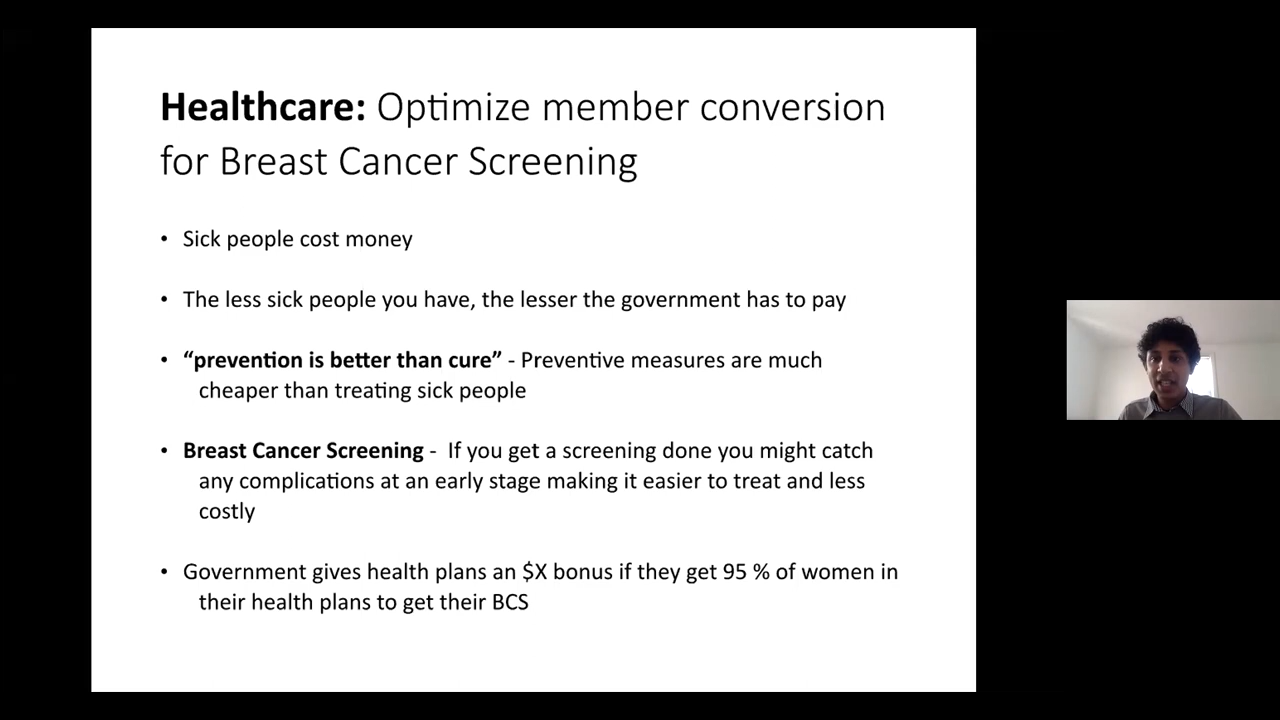 Healthcare: Optimize member conversion
for Breast Cancer Screening
• Sick people cost money
• The less sick people you have, the lesser the government has to pay
• “prevention is better than cure” - Preventive measures are much
cheaper than treating sick people
• Breast Cancer Screening - If you get a screening done you might catch
any complications at an early stage making it easier to treat and less
costly
• Government gives health plans an $X bonus if they get 95 % of women in
their health plans to get their BCS